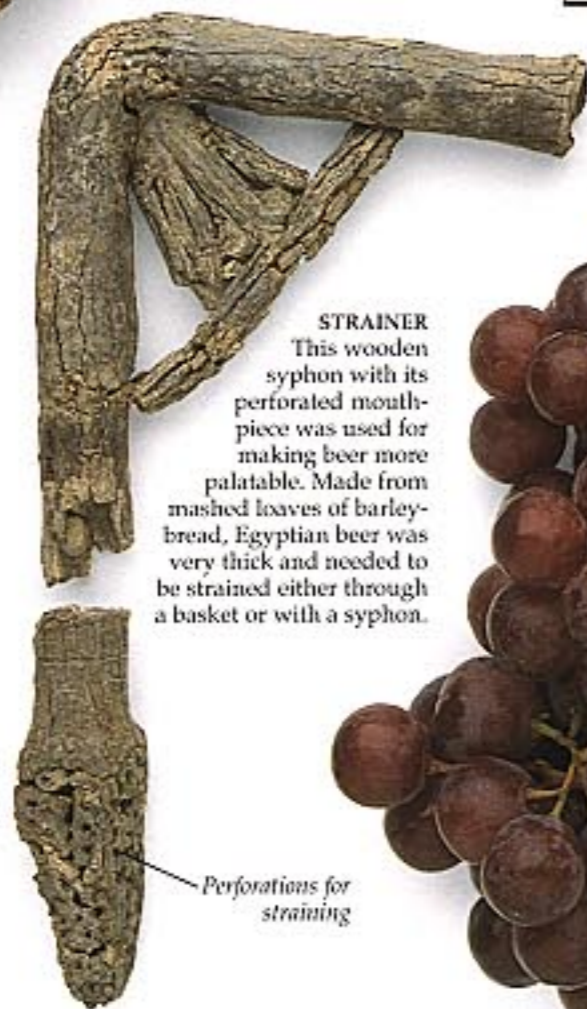 STRAINER
This wooden
syphon with its
perforated mouth-
piece was used for
making beer more
palatable. Made from
mashed loaves of barley-
bread, Egyptian beer was
very thick and needed to
be strained either through
a basket or with a syphon.
Perforations for
straining